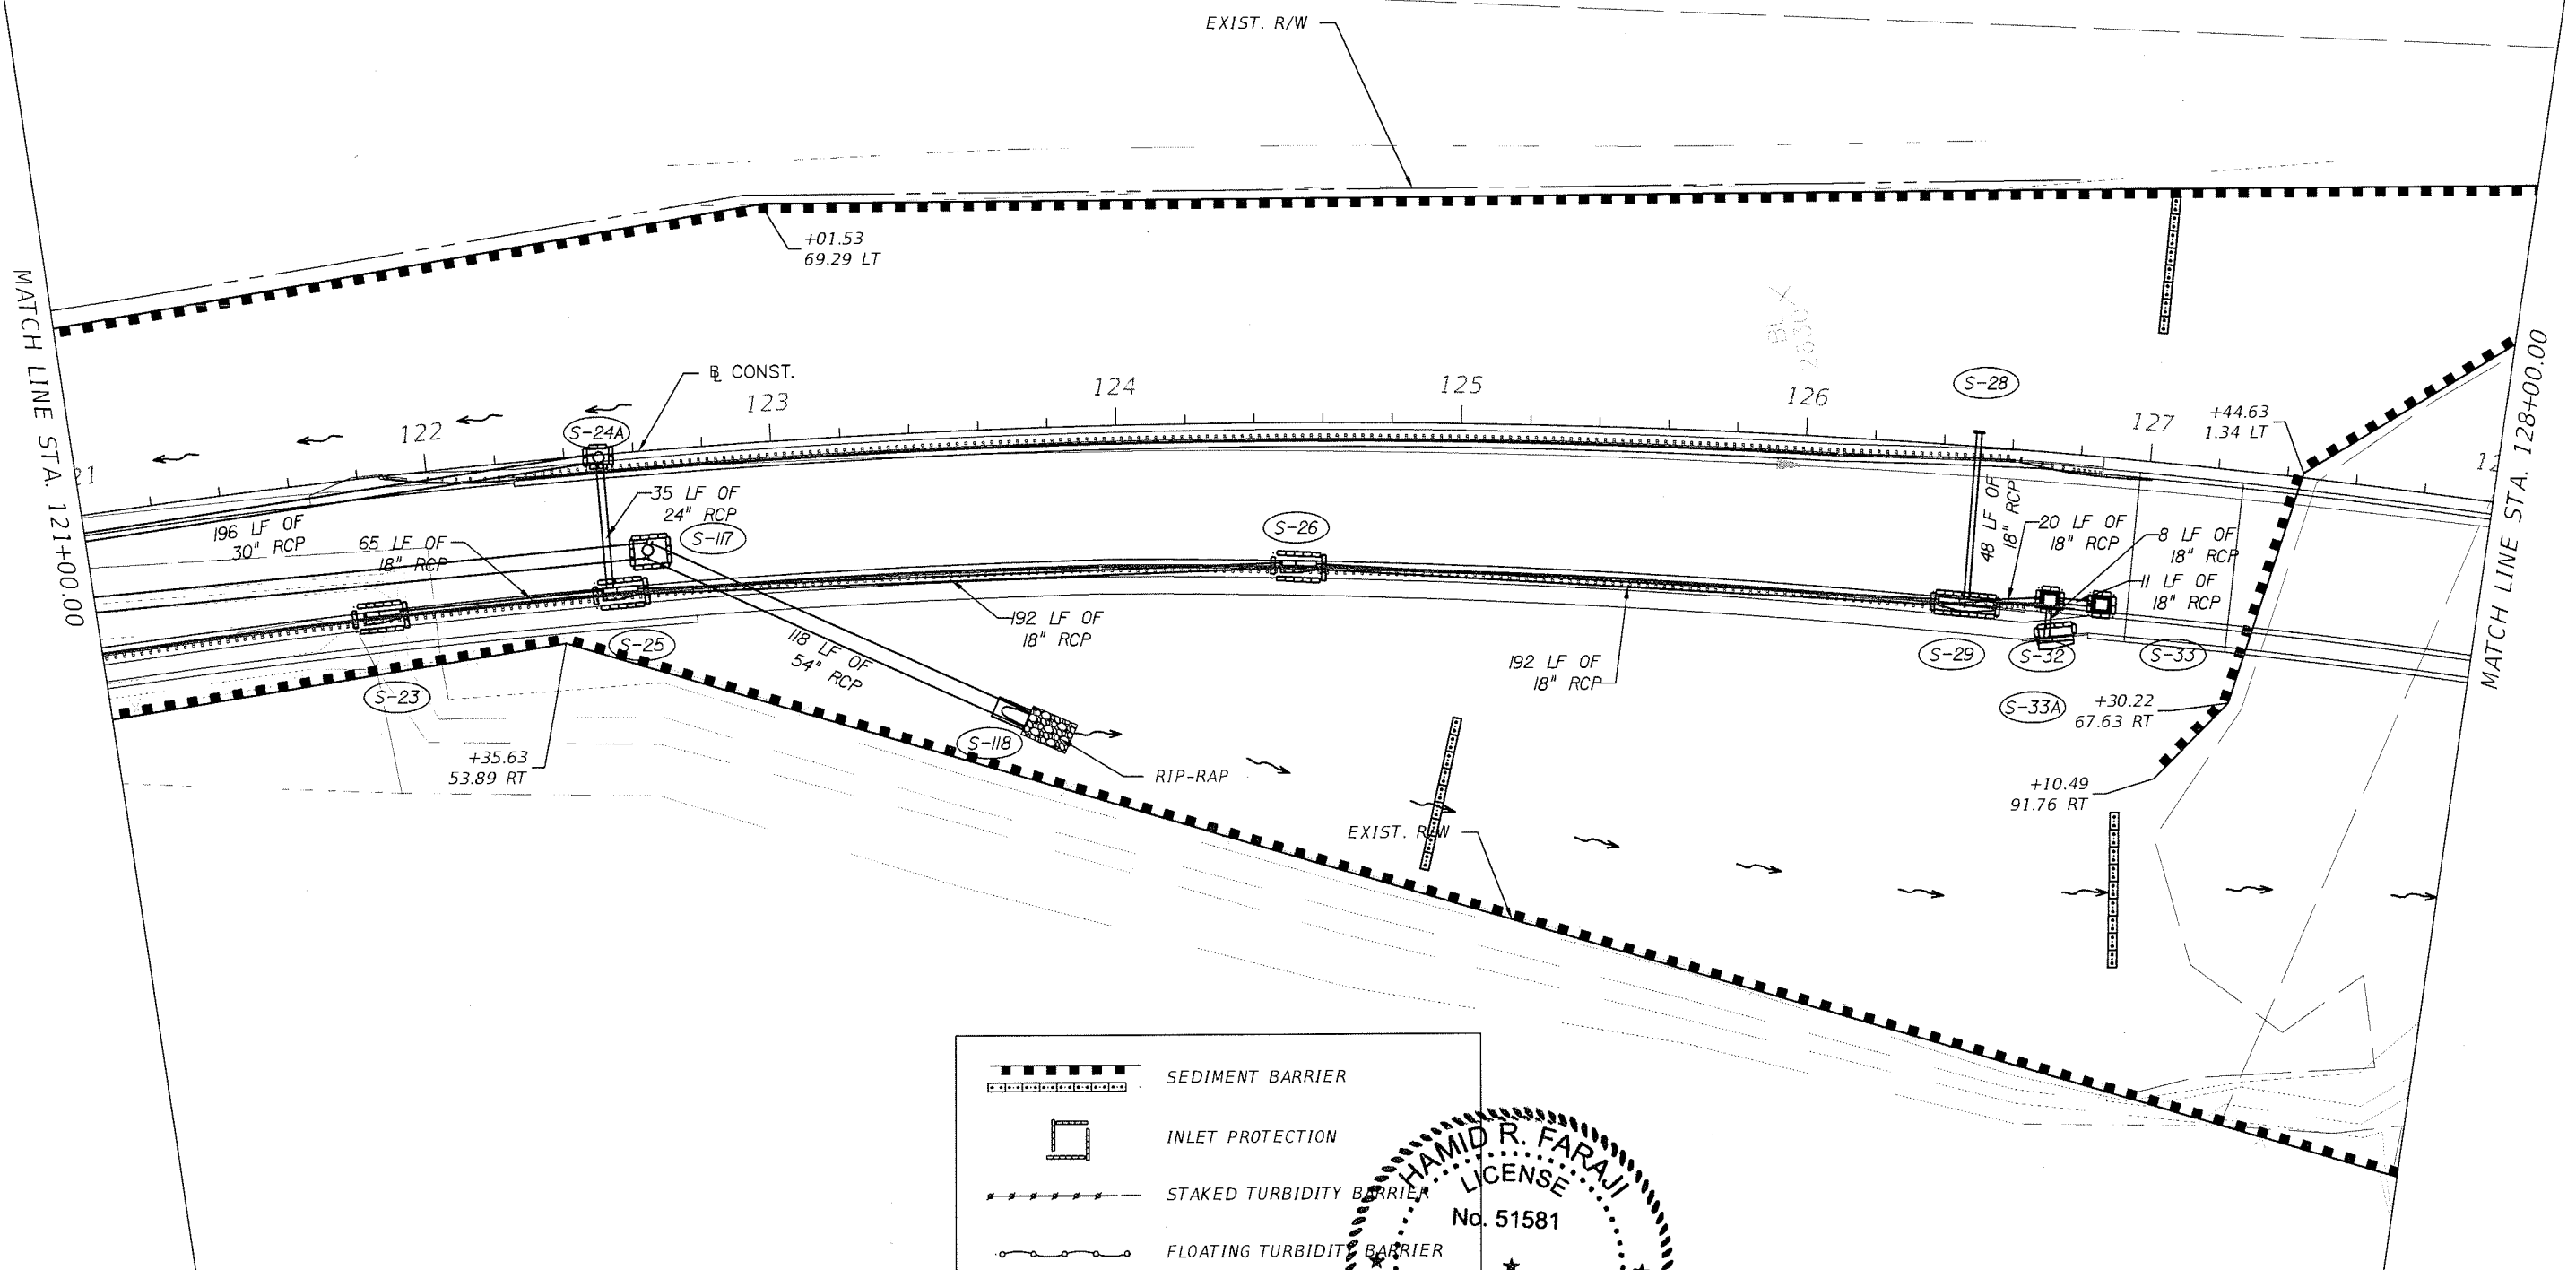 EXIST. R/W
+01.53
69.29 LT
MATCH LINE STA. 121+00.00
MATCH LINE STA. 128+00.00
BL X
26307
℄ CONST.
21
122
123
124
125
126
127
12
S-24A
S-28
+44.63
1.34 LT
35 LF OF
24" RCP
S-117
196 LF OF
30" RCP
65 LF OF
18" RCP
S-26
48 LF OF
18" RCP
20 LF OF
18" RCP
8 LF OF
18" RCP
11 LF OF
18" RCP
192 LF OF
18" RCP
118 LF OF
54" RCP
S-25
S-23
192 LF OF
18" RCP
S-29
S-32
S-33
S-33A
+30.22
67.63 RT
+35.63
53.89 RT
S-118
RIP-RAP
+10.49
91.76 RT
EXIST. R/W
SEDIMENT BARRIER
INLET PROTECTION
STAKED TURBIDITY BARRIER
FLOATING TURBIDITY BARRIER
HAMID R. FARAJI
LICENSE
No. 51581